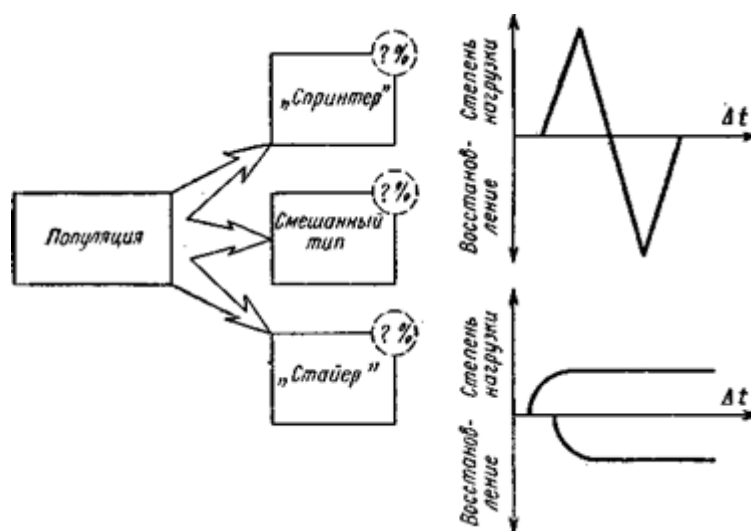 ? %
„Спринтер"
Популяция
? %
Смешанный
тип
? %
„Стайер"
Степень
нагрузки
Восстанов-
ление
Δt
Степень
нагрузки
Восстанов-
ление
Δt